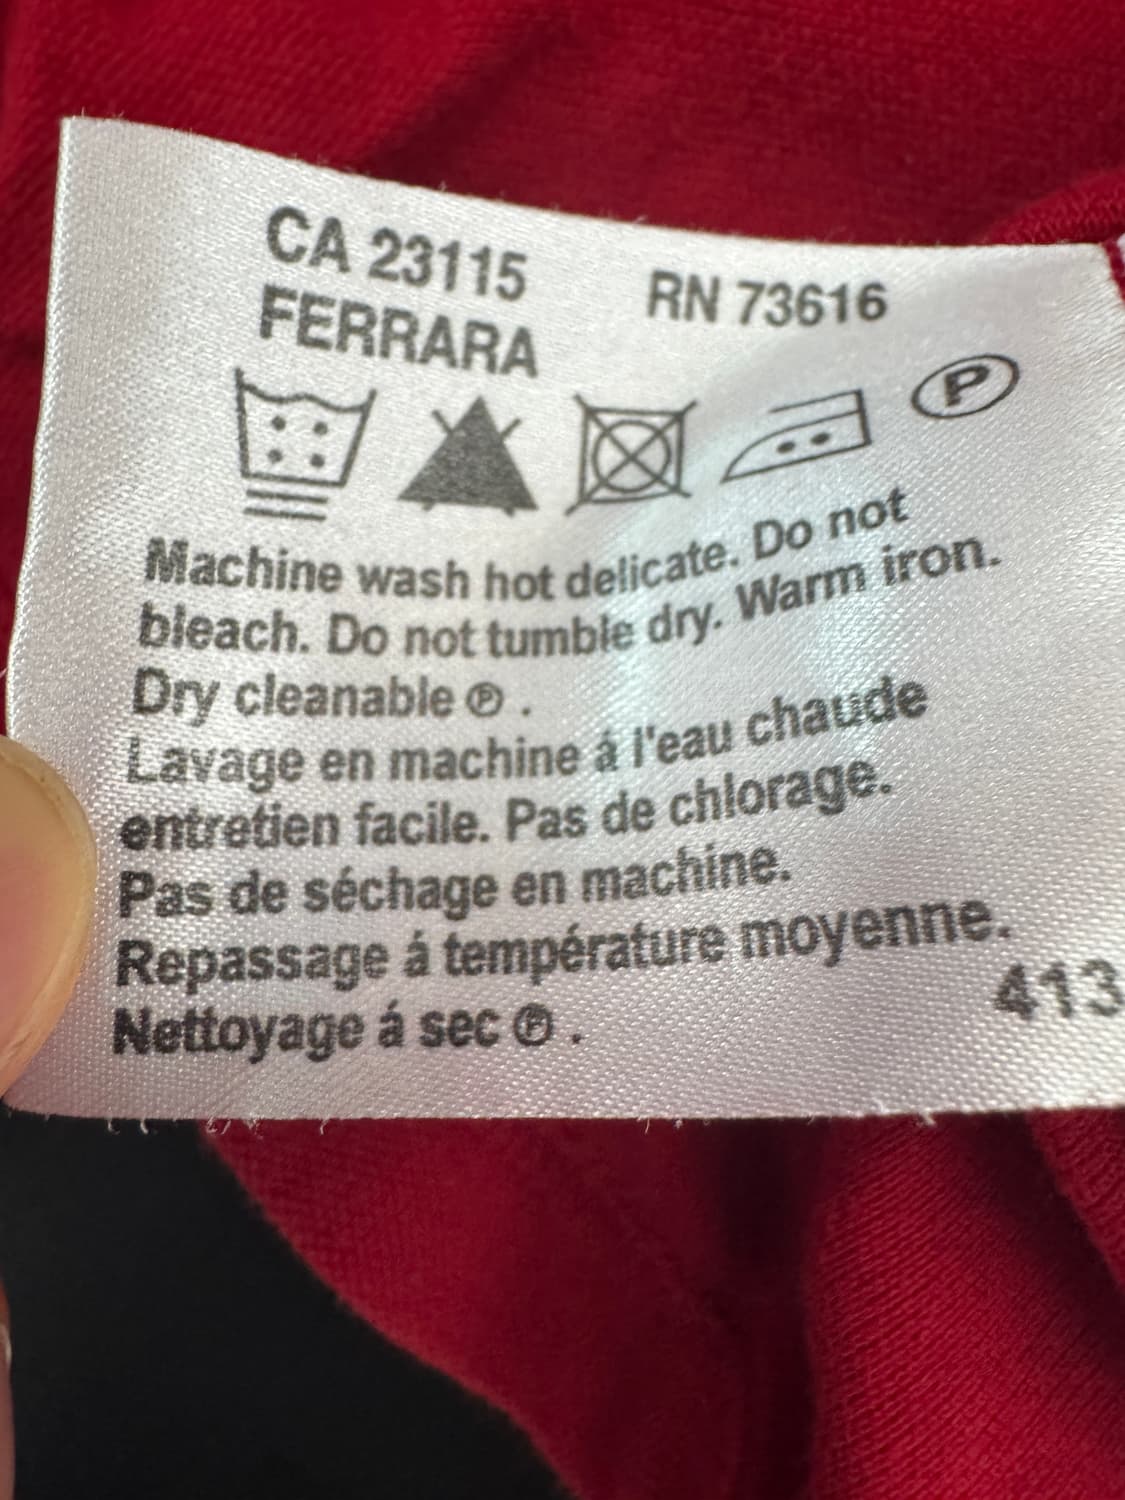 CA 23115 RN 73616
FERRARA
P
Machine wash hot delicate. Do not
bleach. Do not tumble dry. Warm iron.
Dry cleanable Ⓟ .
Lavage en machine á l'eau chaude
entretien facile. Pas de chlorage.
Pas de séchage en machine.
Repassage á température moyenne.
Nettoyage á sec Ⓟ .
413